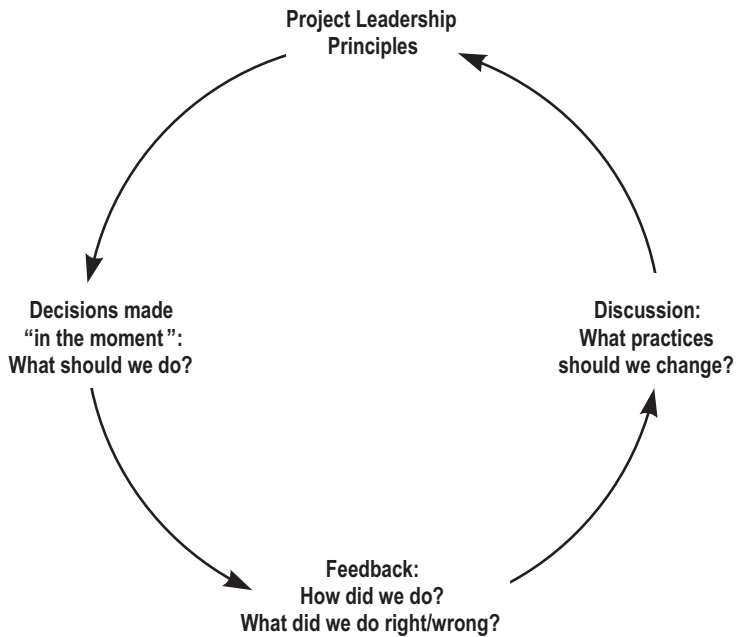 Project Leadership
Principles
Decisions made
“in the moment”:
What should we do?
Discussion:
What practices
should we change?
Feedback:
How did we do?
What did we do right/wrong?